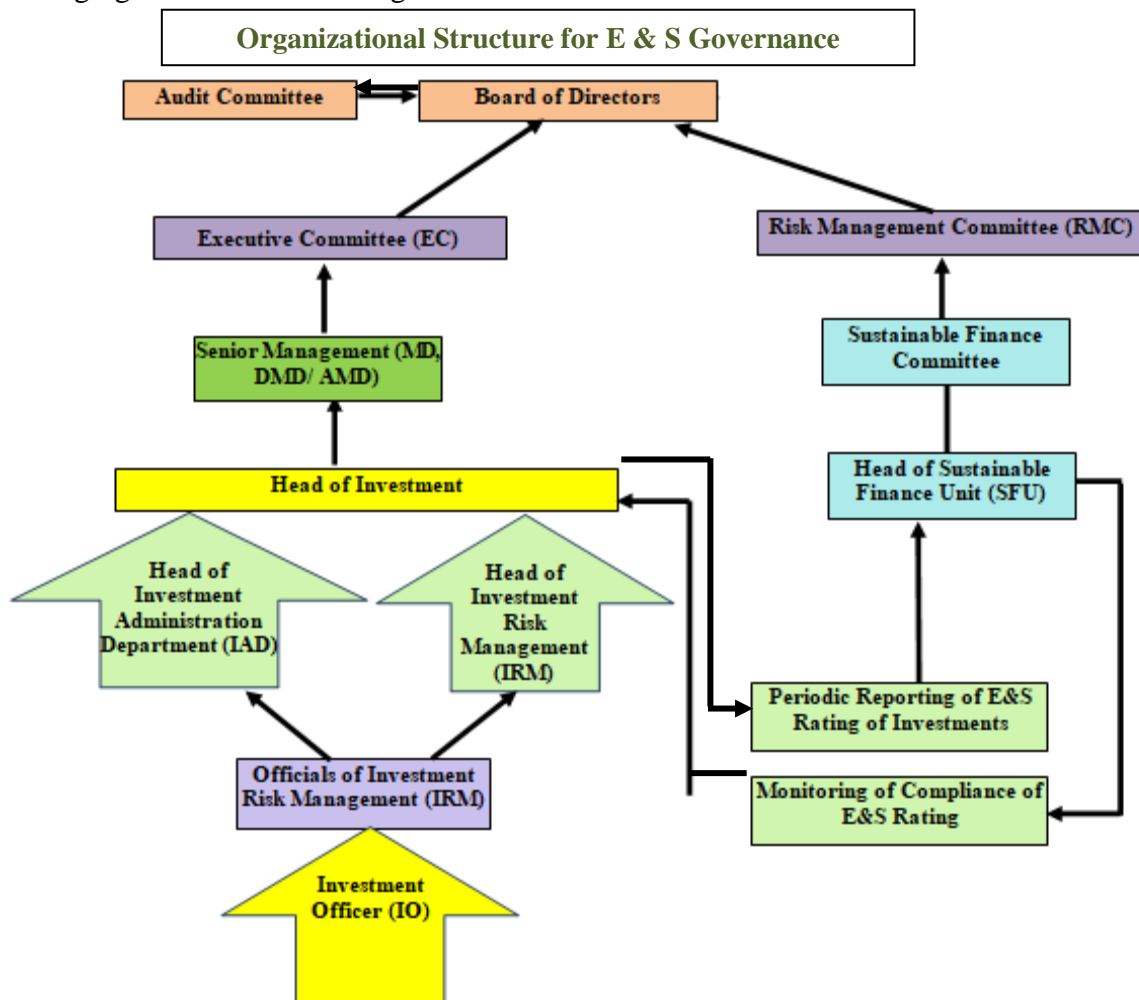 Organizational Structure for E & S Governance
Audit Committee
Board of Directors
Executive Committee (EC)
Risk Management Committee (RMC)
Senior Management (MD,
DMD/ AMD)
Sustainable Finance
Committee
Head of Investment
Head of Sustainable
Finance Unit (SFU)
Head of
Investment
Administration
Department (IAD)
Head of
Investment
Risk
Management
(IRM)
Periodic Reporting of E&S
Rating of Investments
Officials of Investment
Risk Management (IRM)
Monitoring of Compliance of
E&S Rating
Investment
Officer (IO)